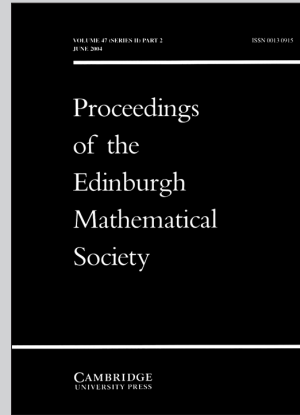 VOLUME 47 (SERIES II) PART 2
JUNE 2004
ISSN 0013 0915
Proceedings
of the
Edinburgh
Mathematical
Society
CAMBRIDGE
UNIVERSITY PRESS